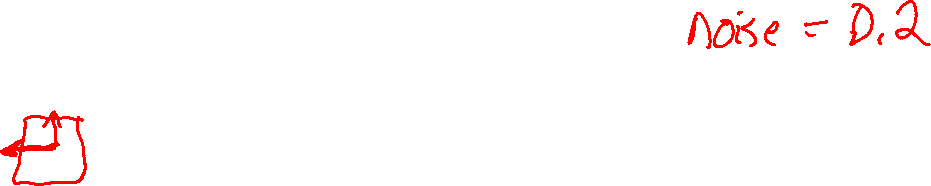 noise = 0.2